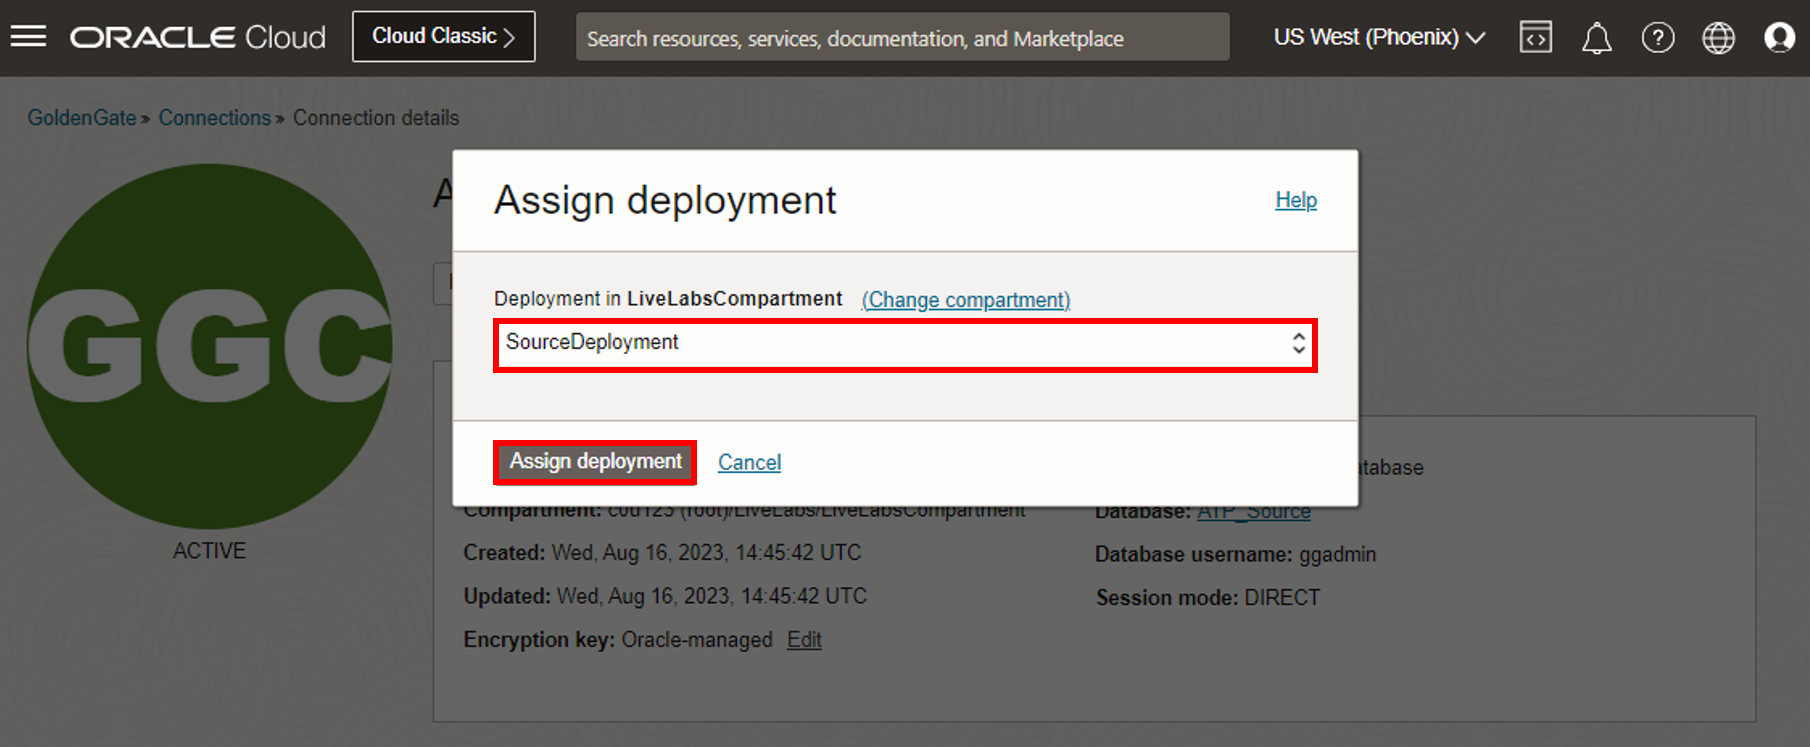 ORACLE Cloud
Cloud Classic
Search resources, services, documentation, and Marketplace
US West (Phoenix)
GoldenGate » Connections » Connection details
GGC
ACTIVE
A
Assign deployment
Help
Deployment in LiveLabsCompartment (Change compartment)
SourceDeployment
Assign deployment Cancel
Compartment: c0u123 (root)/LiveLabs/LiveLabsCompartment
Created: Wed, Aug 16, 2023, 14:45:42 UTC
Updated: Wed, Aug 16, 2023, 14:45:42 UTC
Encryption key: Oracle-managed Edit
atabase
Database: ATP_Source
Database username: ggadmin
Session mode: DIRECT